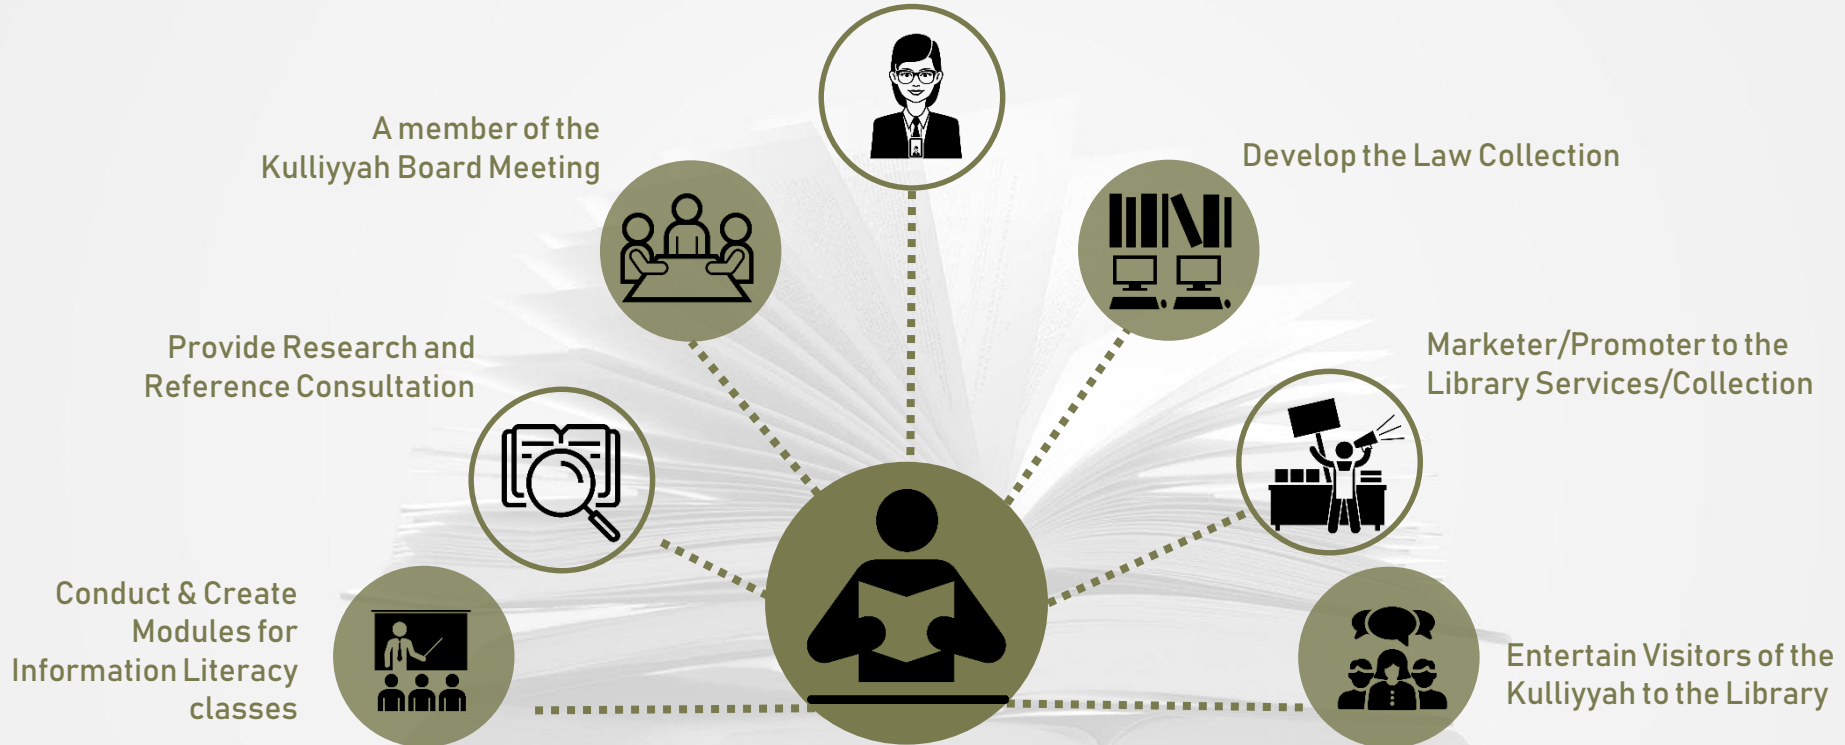 A member of the
Kulliyyah Board Meeting
Develop the Law Collection
Provide Research and
Reference Consultation
Marketer/Promoter to the
Library Services/Collection
Conduct & Create
Modules for
Information Literacy
classes
Entertain Visitors of the
Kulliyyah to the Library